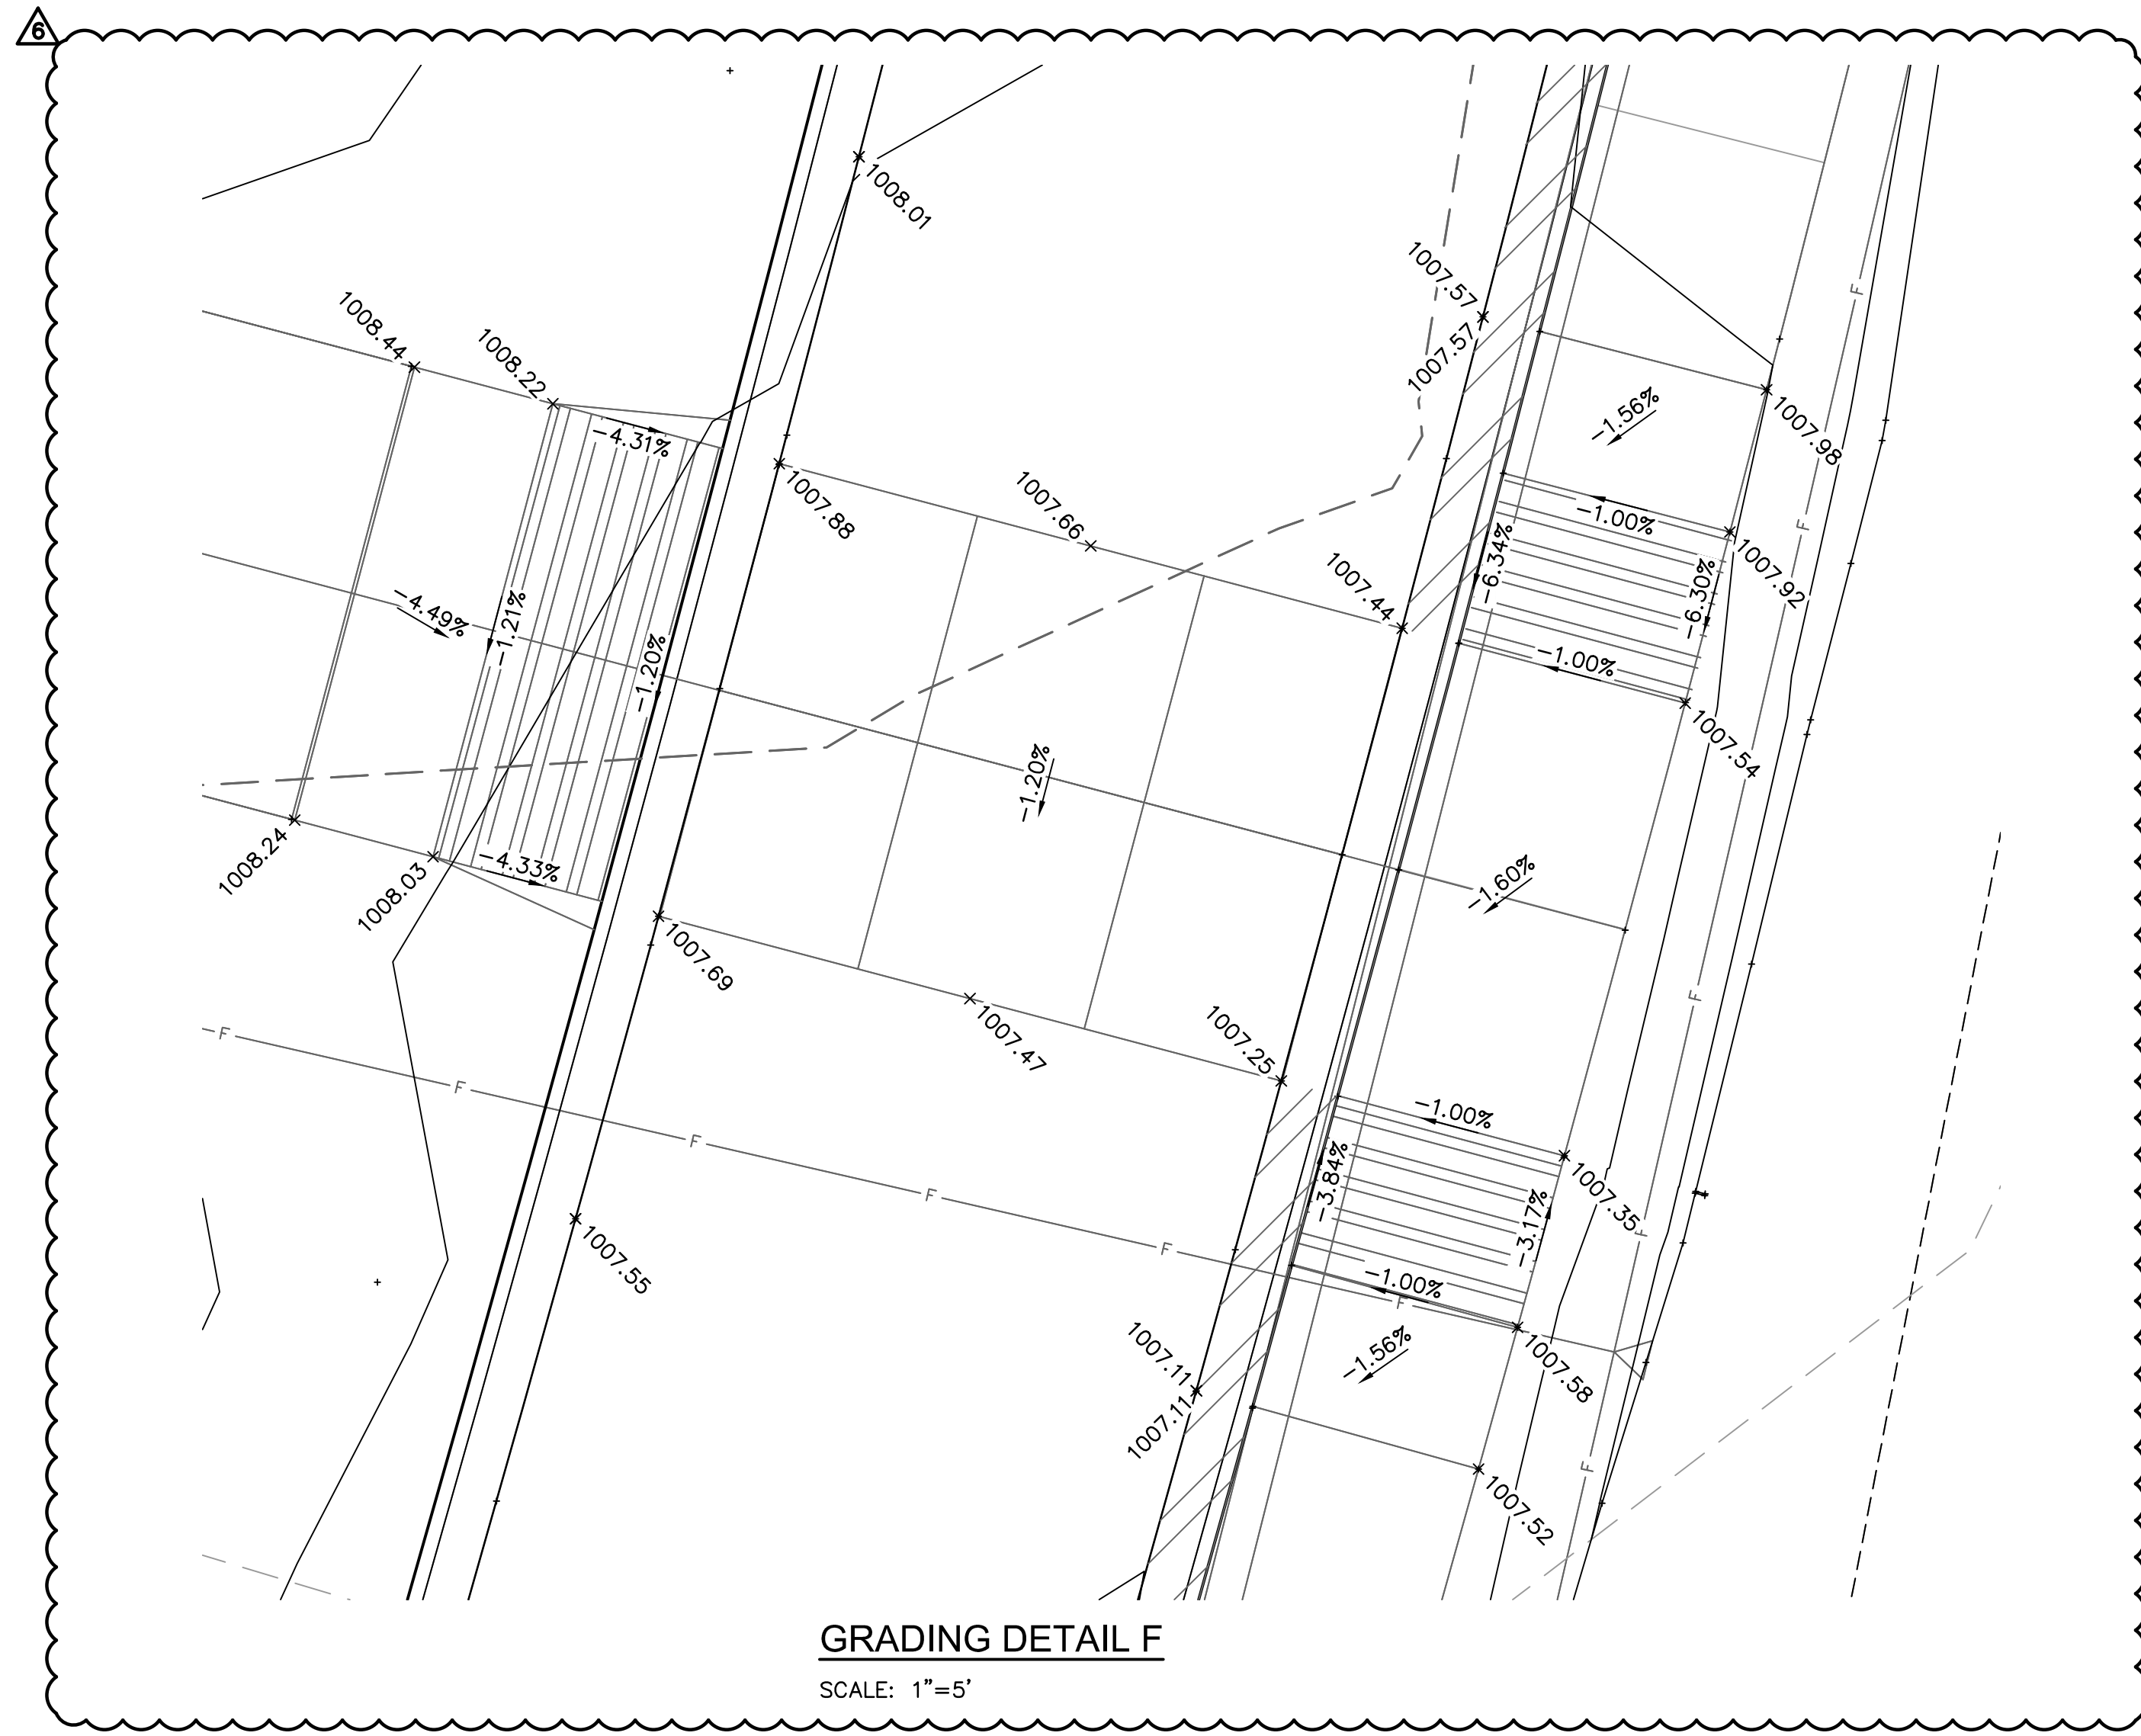 6
1008.01
1007.57
1007.57
1008.44
1008.22
−4.31%
1007.88
1007.66
1007.44
−1.56%
1007.98
F
F
−1.00%
−6.34%
−6.30%
1007.92
−1.00%
1007.54
−4.49%
−1.21%
−1.20%
−1.20%
1008.24
1008.03
−4.33%
−1.60%
1007.69
1007.47
1007.25
F
F
F
F
F
F
F
−1.00%
−3.84%
−3.17%
1007.35
F
−1.00%
F
1007.55
1007.11
1007.11
−1.56%
1007.58
F
1007.52
GRADING DETAIL F
SCALE: 1"=5'